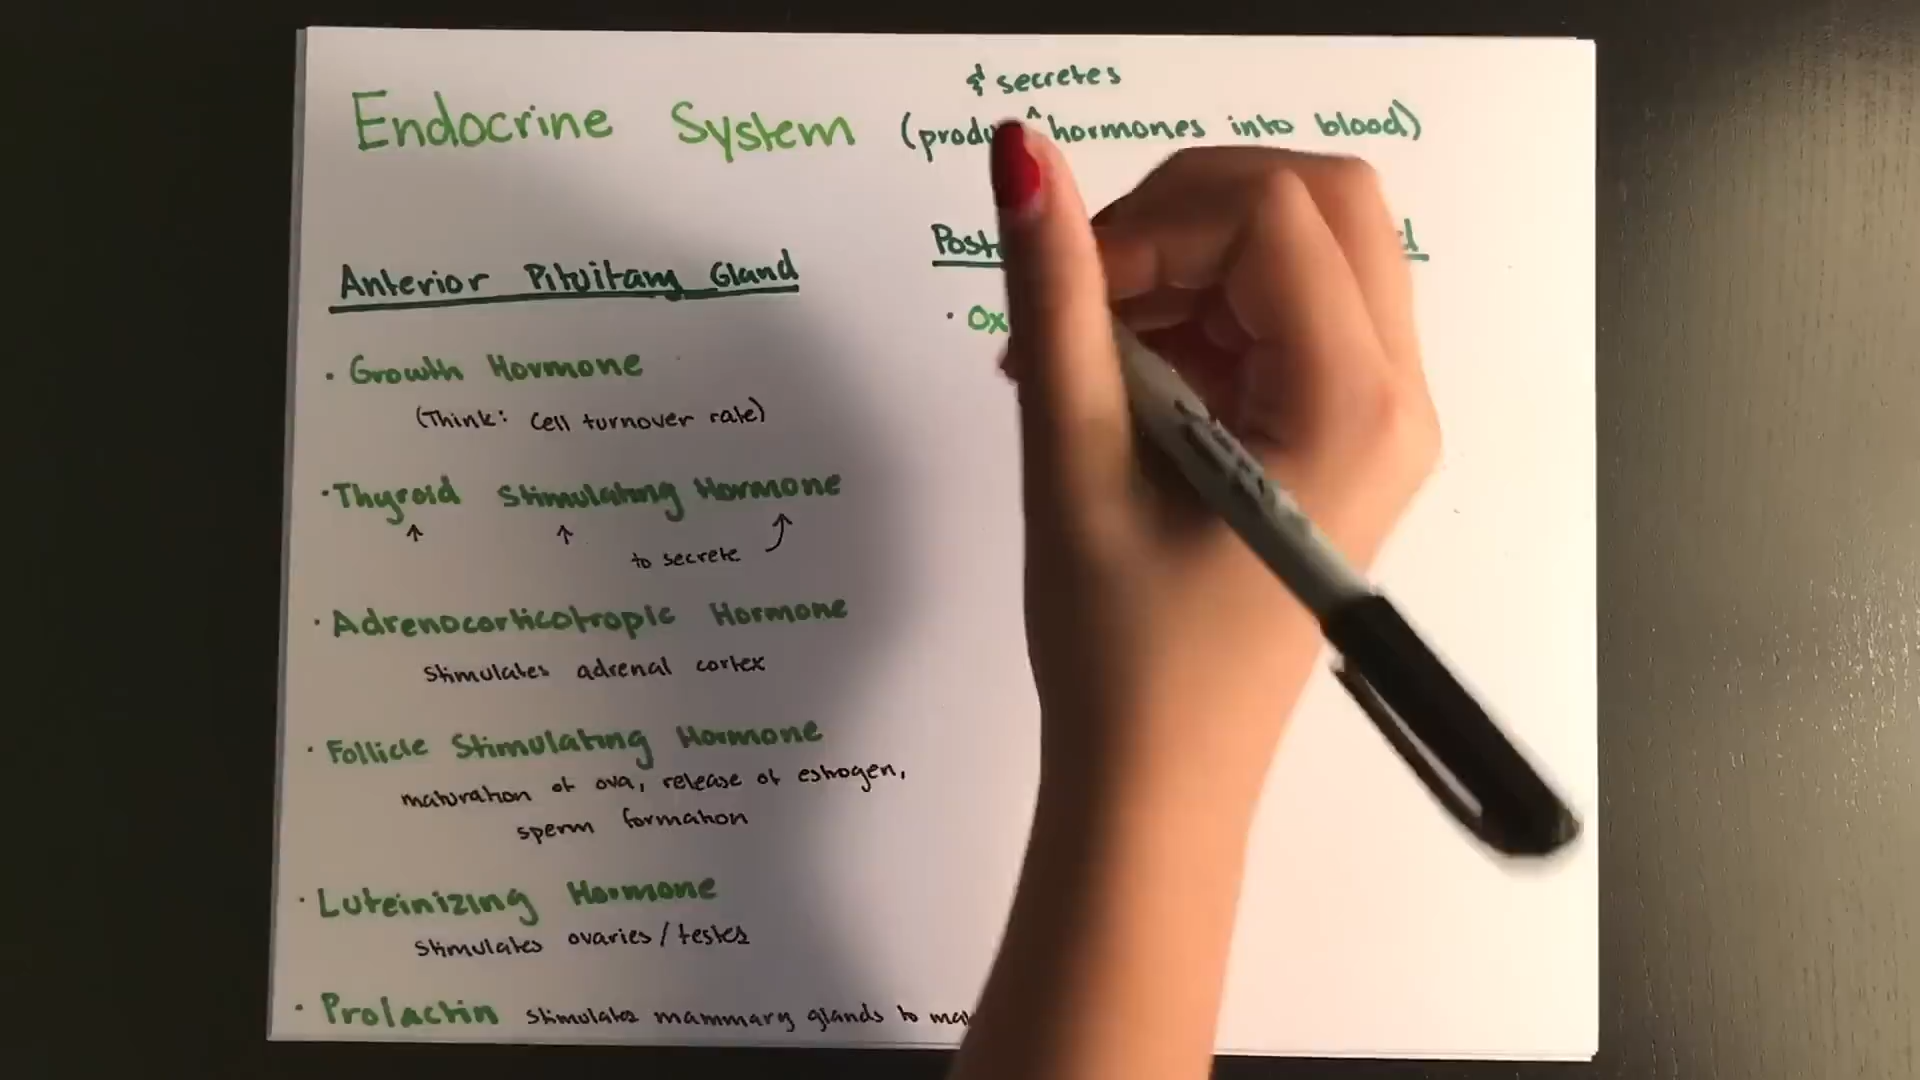 & secretes
Endocrine System (produ ^ hormones into blood)
Anterior Pituitary Gland
• Growth Hormone
(Think: Cell turnover rate)
• Thyroid Stimulating Hormone
↑ ↑ to secrete ↑
• Adrenocorticotropic Hormone
Stimulates adrenal cortex
• Follicle Stimulating Hormone
maturation of ova, release of estrogen,
sperm formation
• Luteinizing Hormone
Stimulates ovaries/testes
• Prolactin stimulates mammary glands to
Post
• Ox